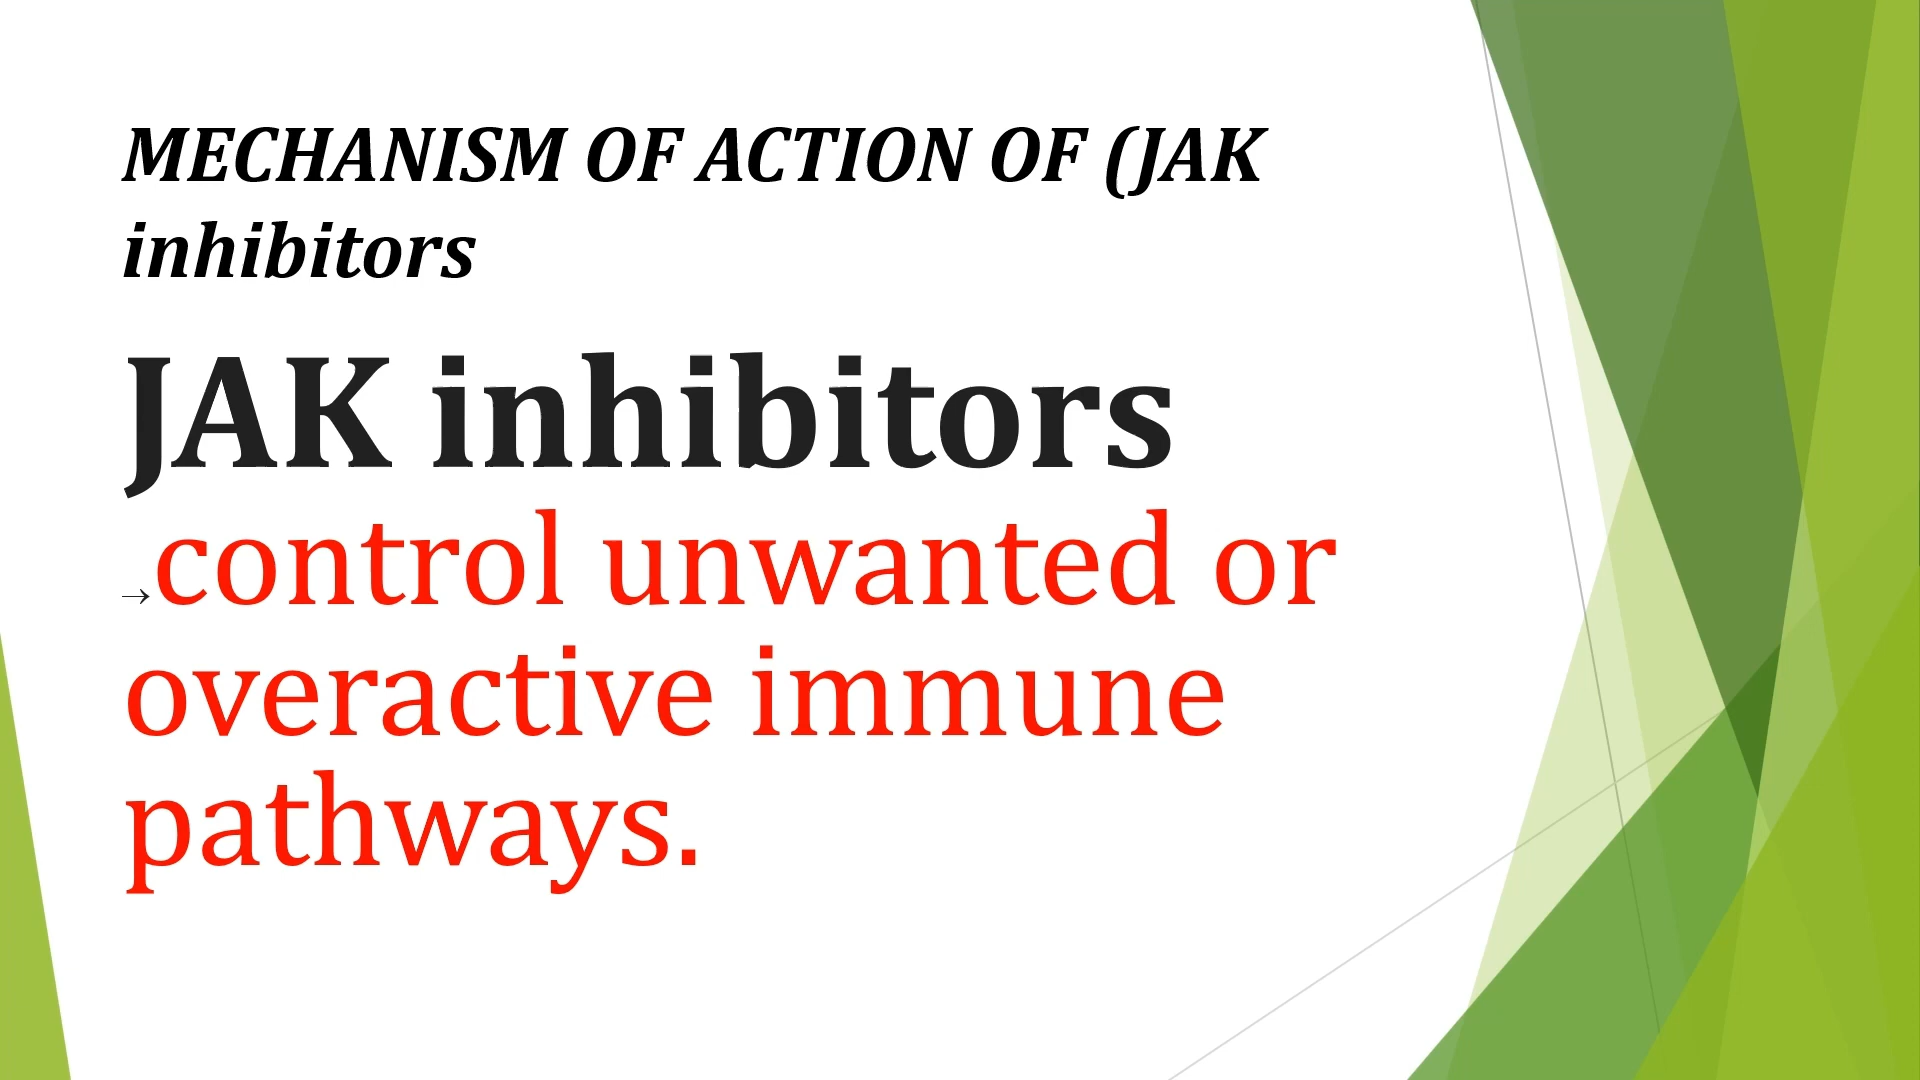 MECHANISM OF ACTION OF (JAK
inhibitors
JAK inhibitors
→control unwanted or
overactive immune
pathways.